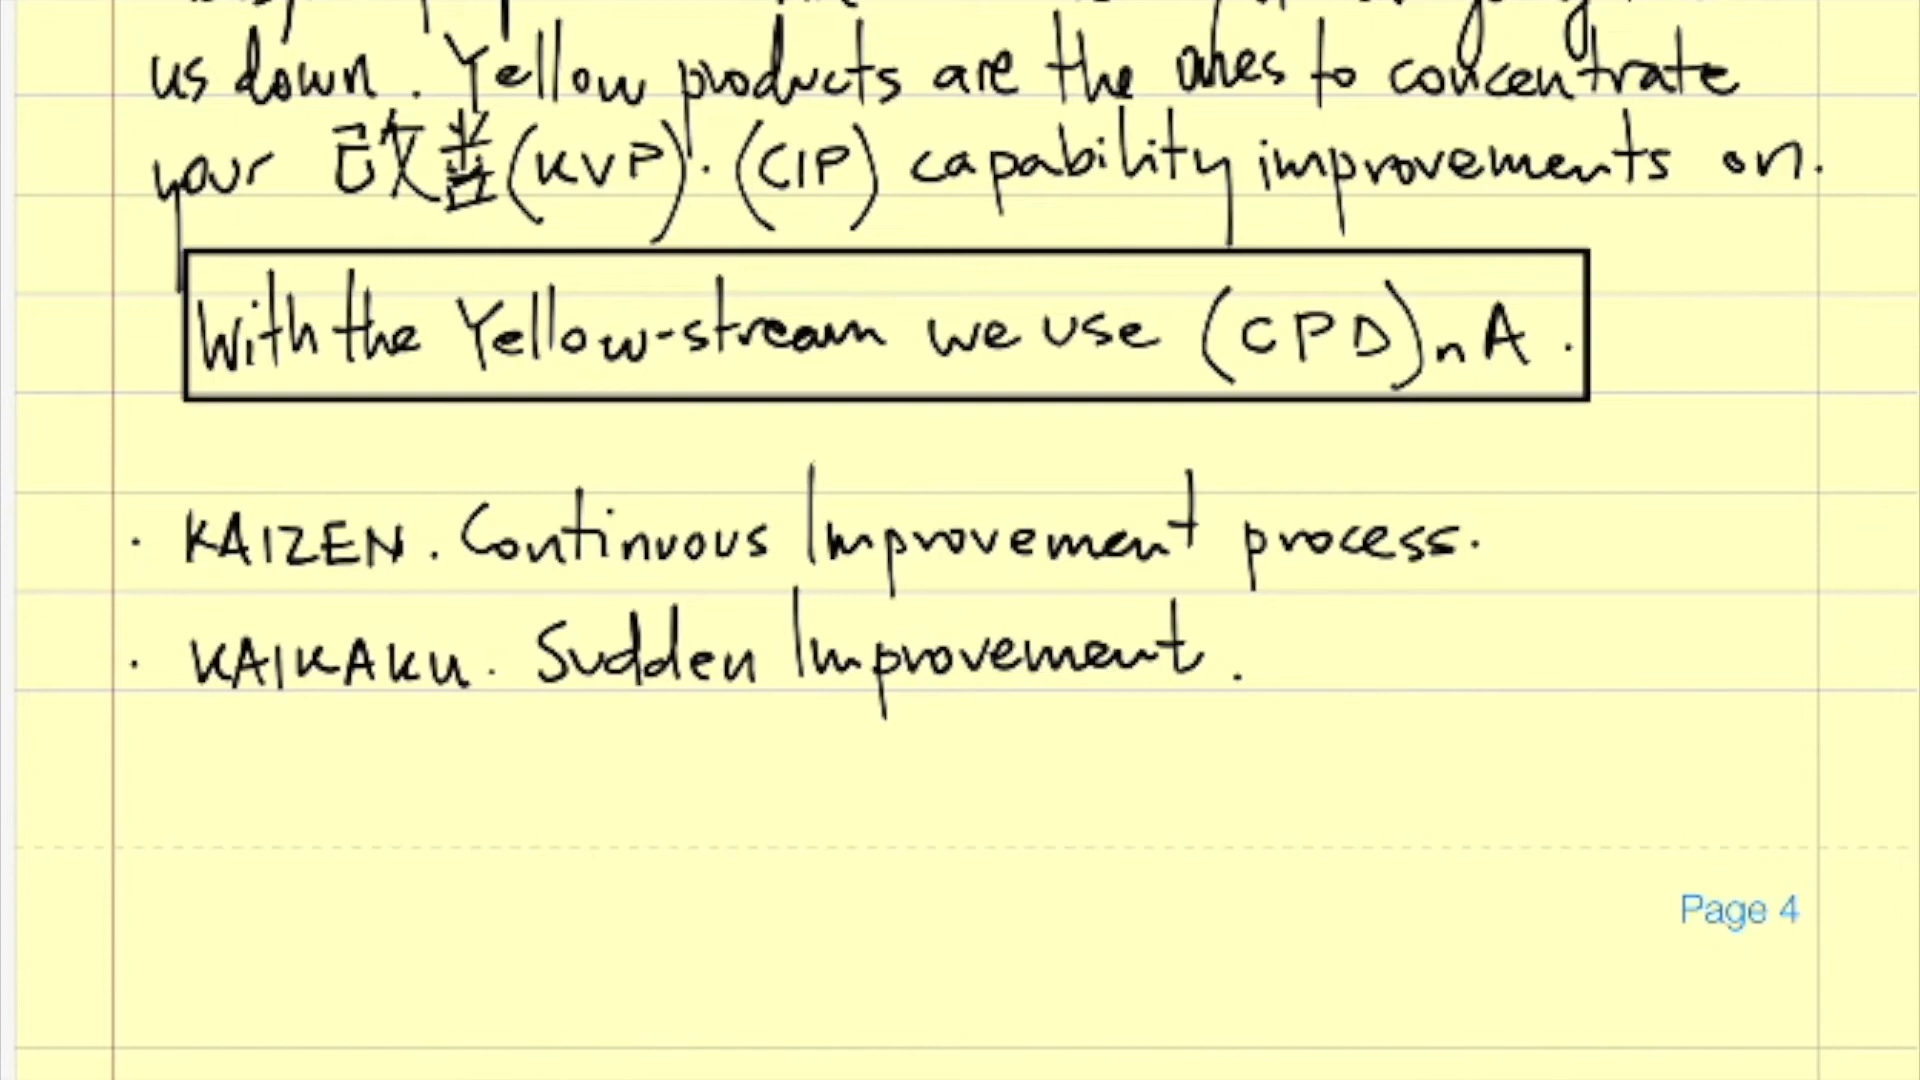 us down. Yellow products are the ones to concentrate
your 改善(KVP).(CIP) capability improvements on.
With the Yellow-stream we use (CPD)nA.
· KAIZEN. Continuous Improvement process.
· KAIKAKU. Sudden Improvement.
Page 4